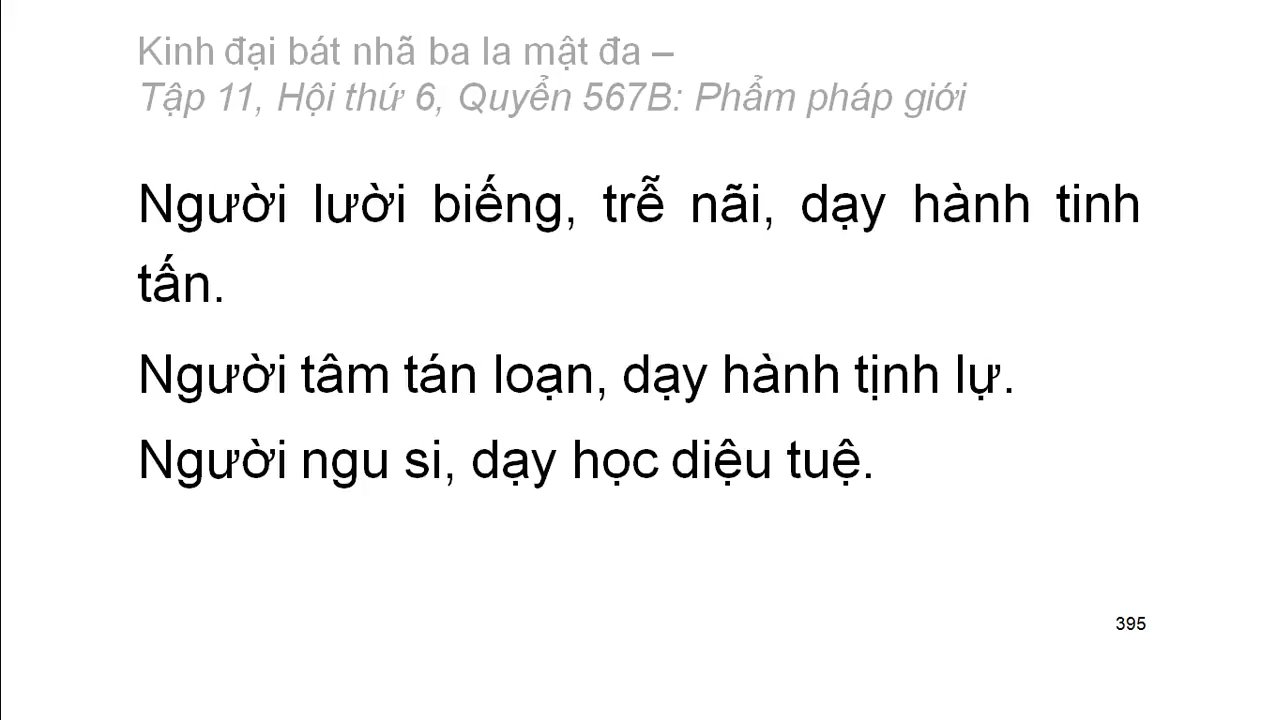 Kinh đại bát nhã ba la mật đa –
Tập 11, Hội thứ 6, Quyển 567B: Phẩm pháp giới
Người lười biếng, trễ nãi, dạy hành tinh
tấn.
Người tâm tán loạn, dạy hành tịnh lự.
Người ngu si, dạy học diệu tuệ.
395